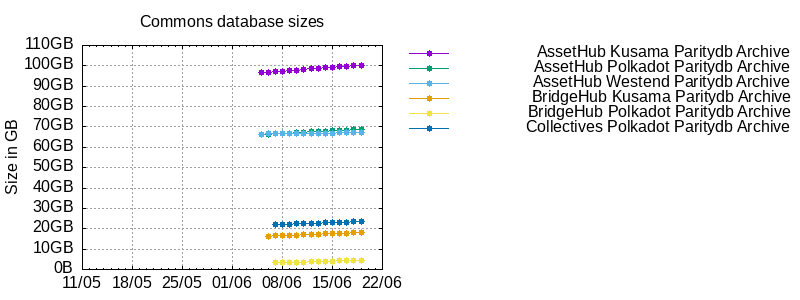 Commons database sizes
110GB
100GB
90GB
80GB
70GB
60GB
50GB
40GB
30GB
20GB
10GB
0B
Size in GB
11/05 18/05 25/05 01/06 08/06 15/06 22/06
AssetHub Kusama Paritydb Archive
AssetHub Polkadot Paritydb Archive
AssetHub Westend Paritydb Archive
BridgeHub Kusama Paritydb Archive
BridgeHub Polkadot Paritydb Archive
Collectives Polkadot Paritydb Archive